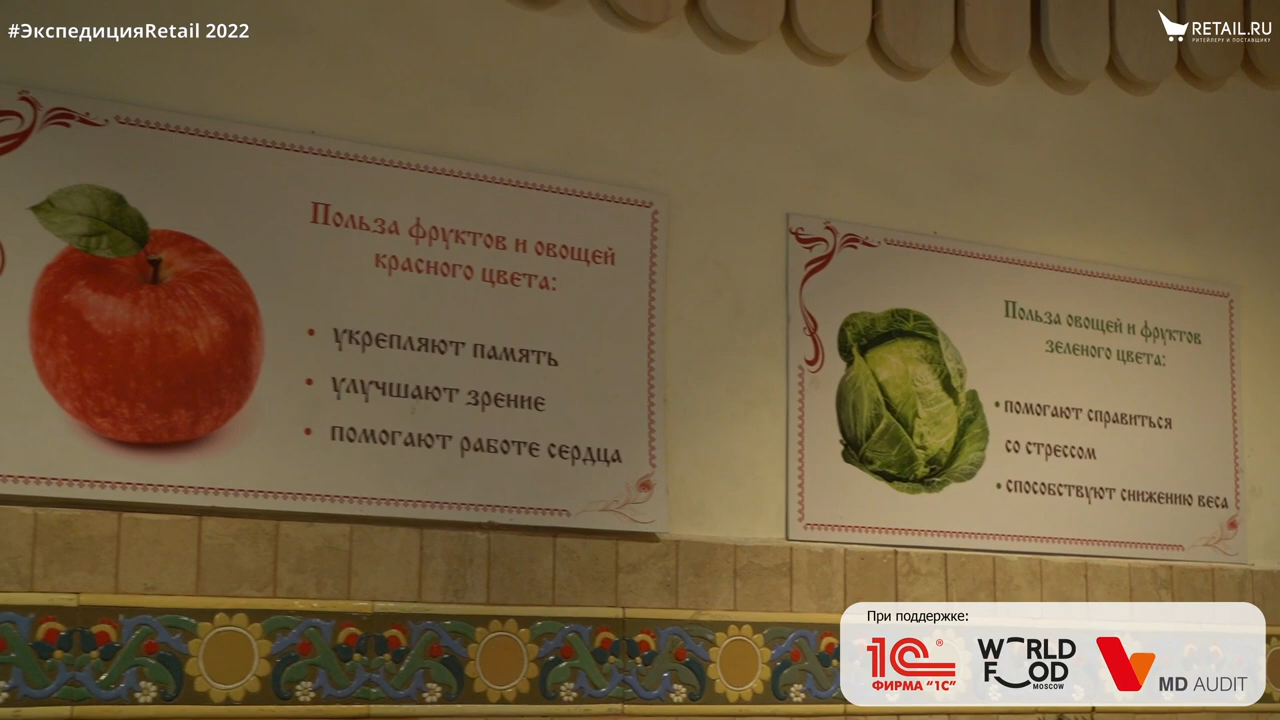 #ЭкспедицияRetail 2022
RETAIL.RU
РИТЕЙЛЕРУ И ПОСТАВЩИКУ
Польза фруктов и овощей
красного цвета:
• укрепляют память
• улучшают зрение
• помогают работе сердца
Польза овощей и фруктов
зеленого цвета:
• помогают справиться
со стрессом
• способствуют снижению веса
При поддержке:
1С®
ФИРМА "1С"
WORLD
FOOD
MOSCOW
MD AUDIT